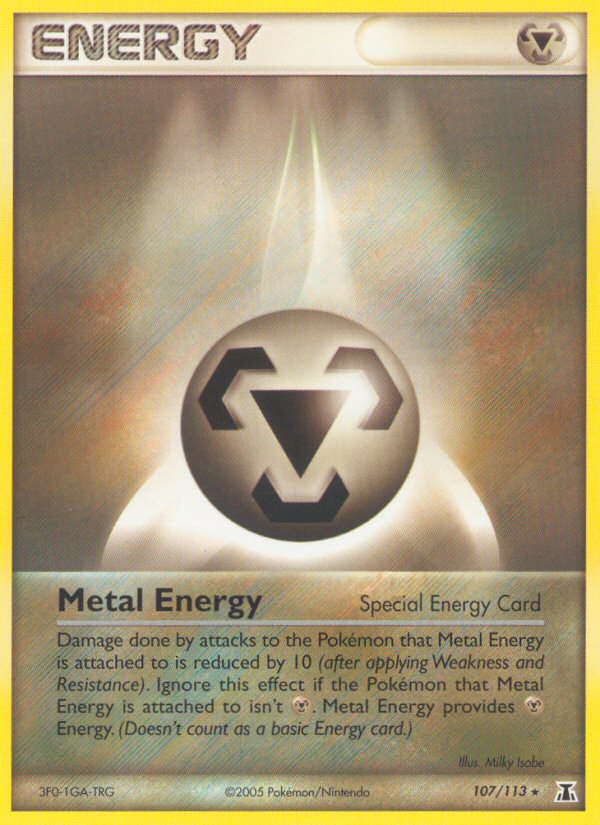 ENERGY
Metal Energy Special Energy Card
Damage done by attacks to the Pokémon that Metal Energy
is attached to is reduced by 10 (after applying Weakness and
Resistance). Ignore this effect if the Pokémon that Metal
Energy is attached to isn't . Metal Energy provides
Energy. (Doesn't count as a basic Energy card.)
Illus. Milky Isobe
3F0-1GA-TRG ©2005 Pokémon/Nintendo 107/113 ★